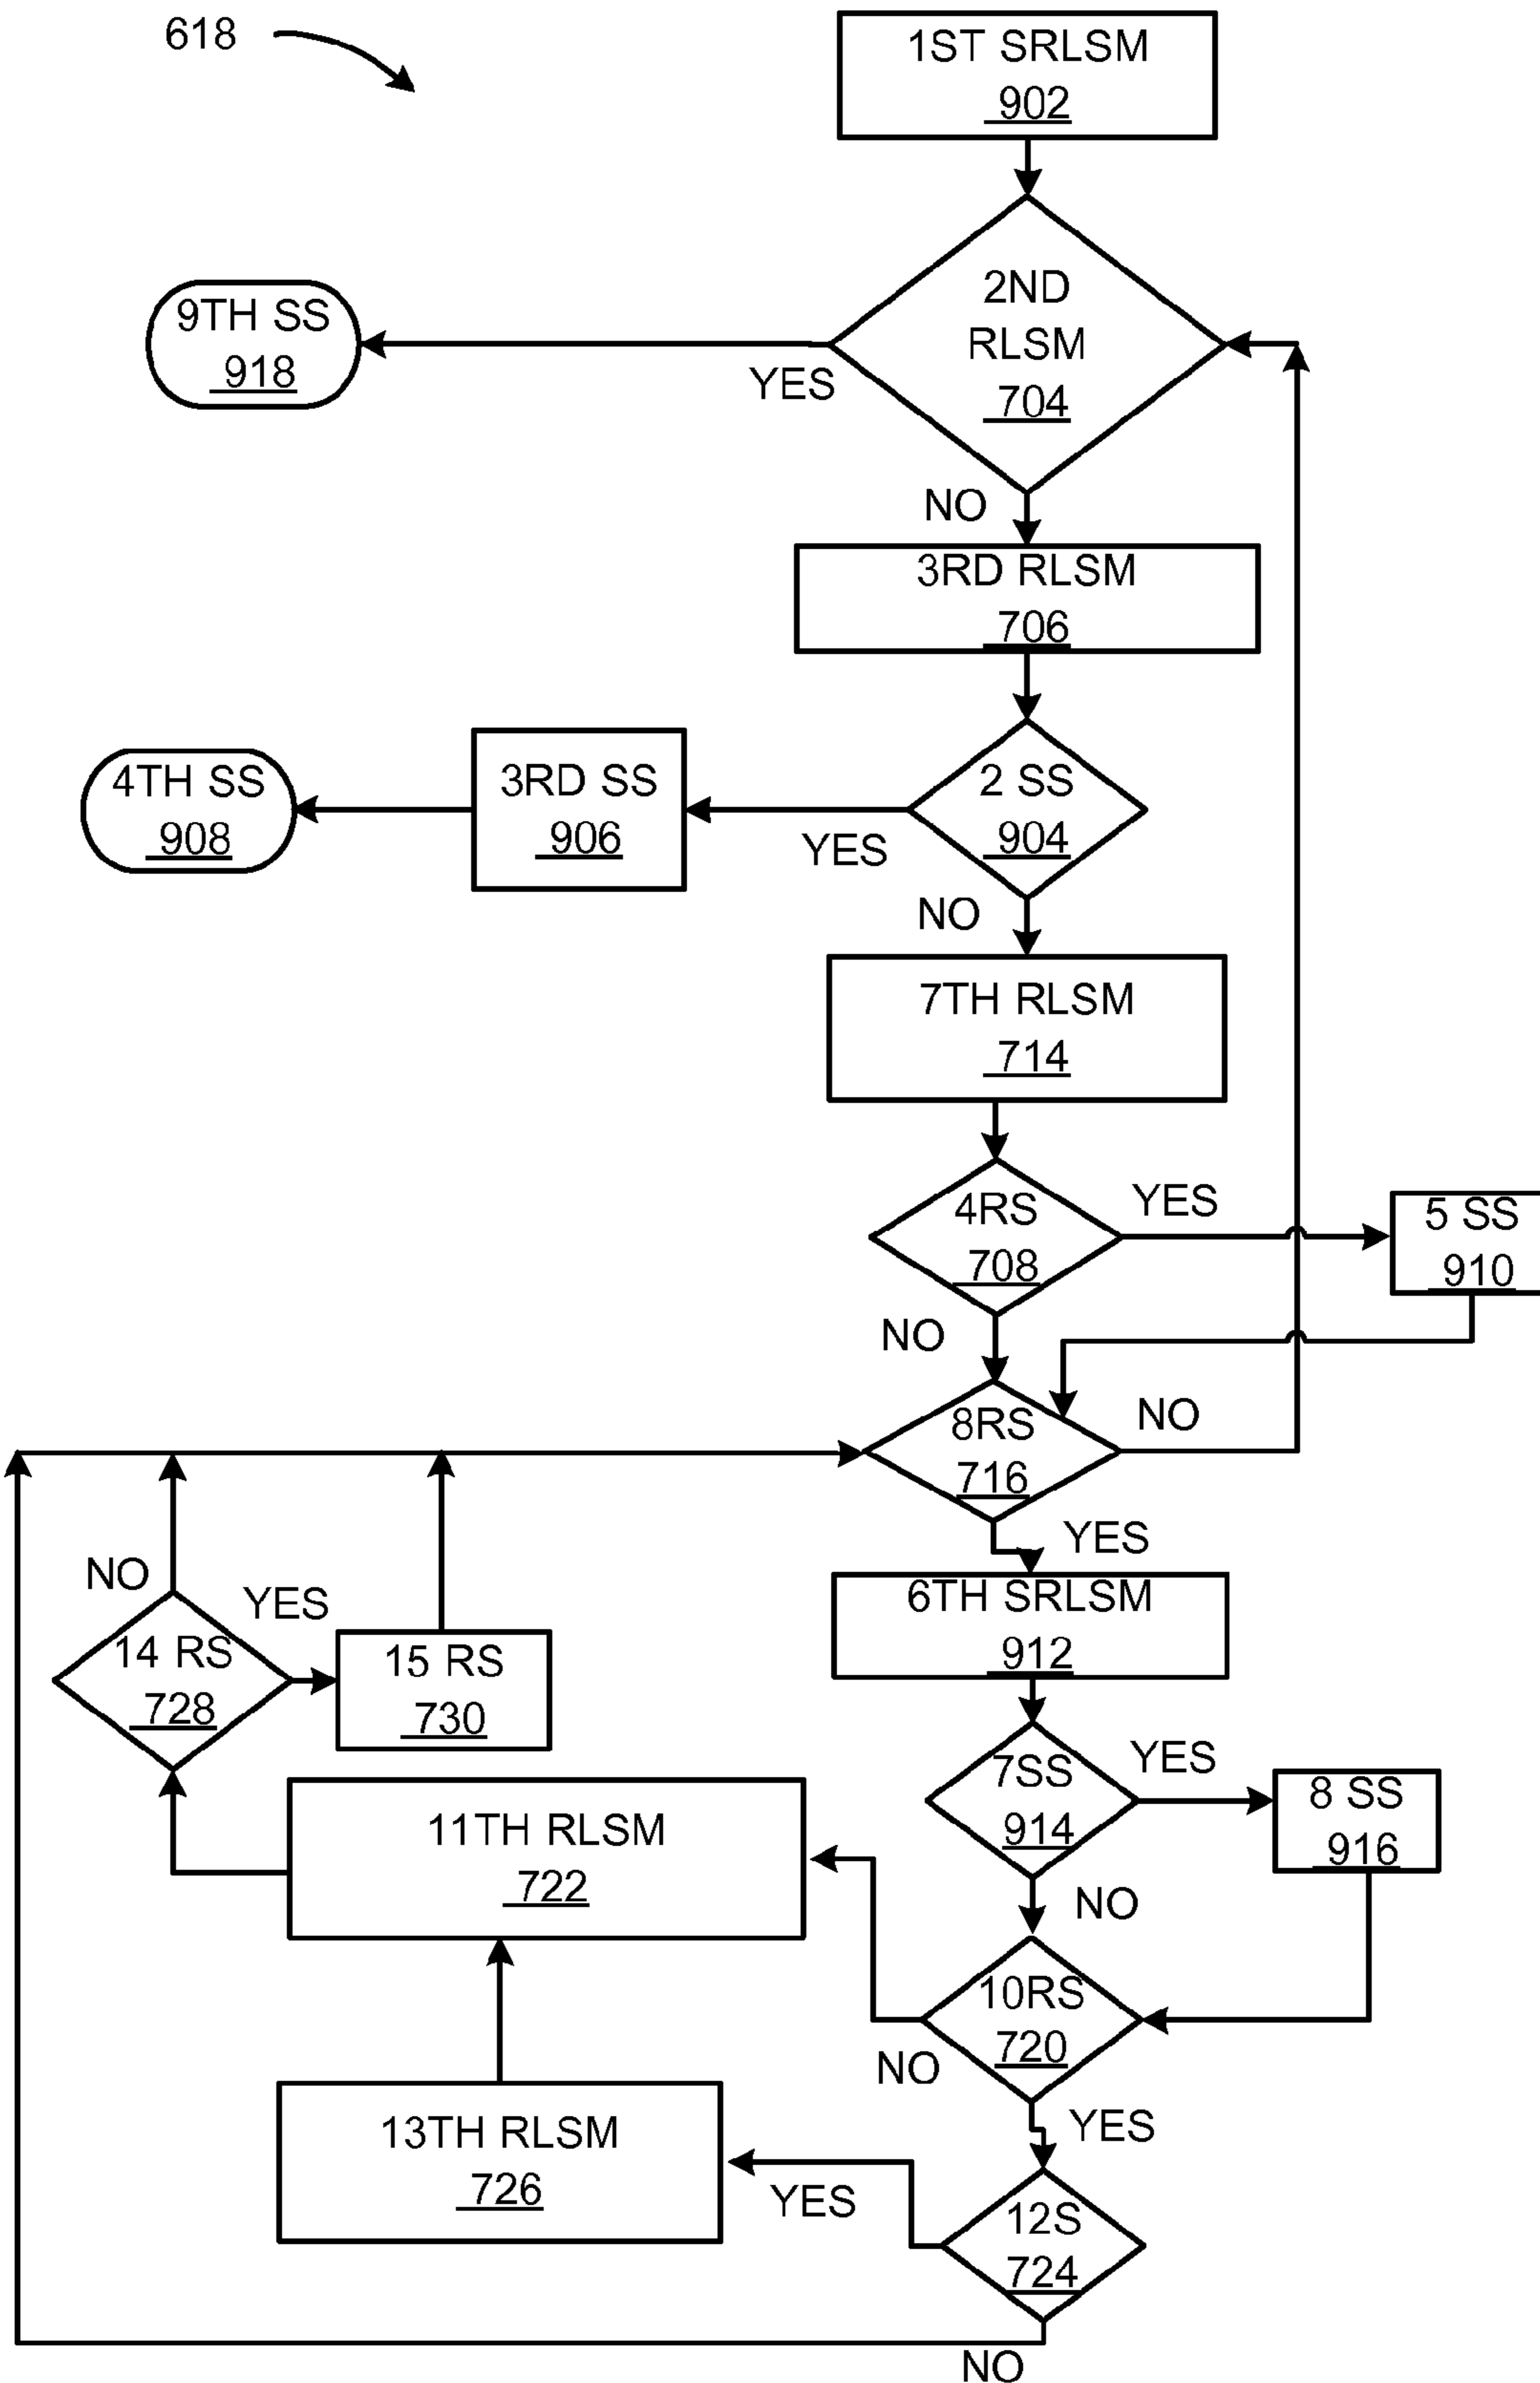 618
1ST SRLSM
902
2ND
RLSM
704
9TH SS
918
YES
NO
3RD RLSM
706
2 SS
904
3RD SS
906
4TH SS
908
YES
NO
7TH RLSM
714
4RS
708
YES
5 SS
910
NO
8RS
716
NO
YES
6TH SRLSM
912
NO
YES
14 RS
728
15 RS
730
7SS
914
YES
8 SS
916
11TH RLSM
722
NO
10RS
720
NO
YES
13TH RLSM
726
YES
12S
724
NO